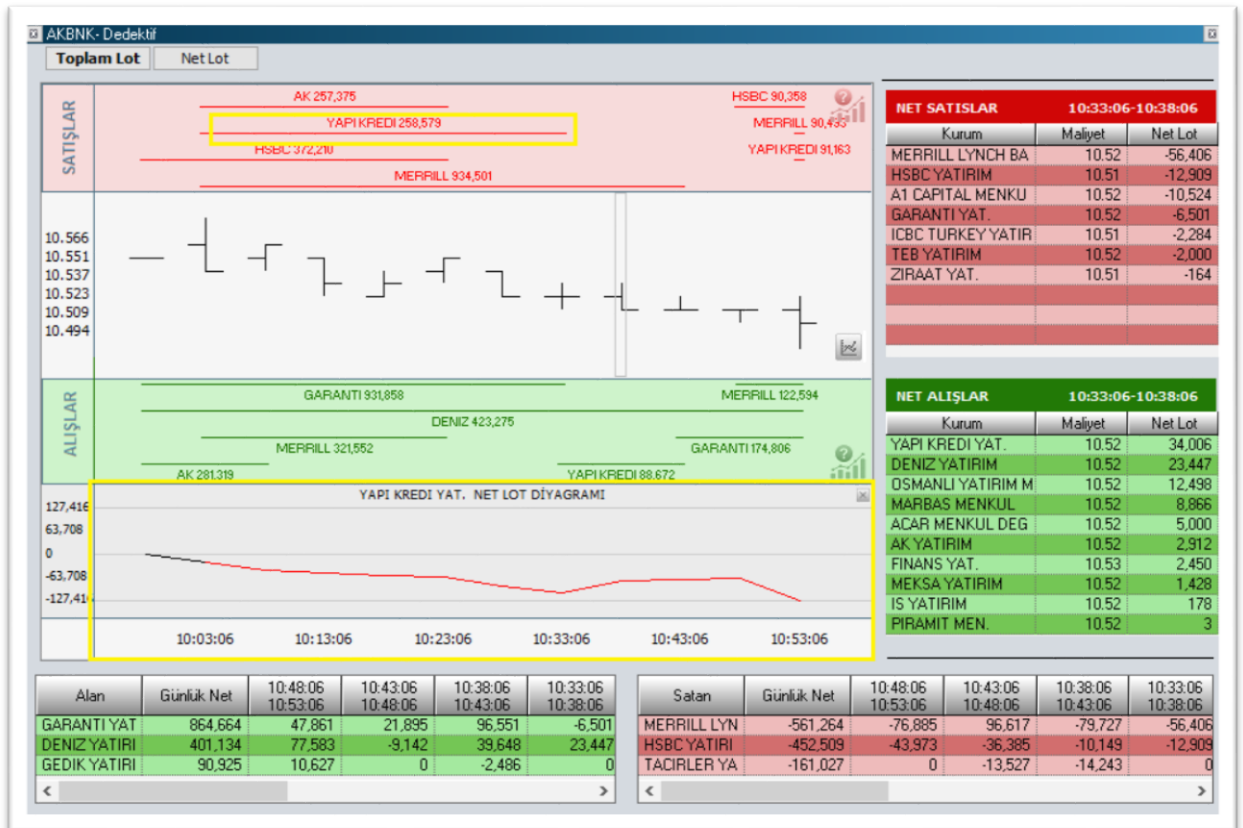 AKBNK- Dedektif
Toplam Lot Net Lot
SATIŞLAR
AK 257,375 HSBC 90,358
YAPI KREDI 258,579 MERRILL 90,493
HSBC 372,210 YAPI KREDI 91,163
MERRILL 934,501
10.566
10.551
10.537
10.523
10.509
10.494
ALIŞLAR
GARANTI 931,858 MERRILL 122,594
DENIZ 423,275
MERRILL 321,552 GARANTI 174,806
AK 281,319 YAPI KREDI 88,672
YAPI KREDI YAT. NET LOT DİYAGRAMI
127,416
63,708
0
-63,708
-127,416
10:03:06 10:13:06 10:23:06 10:33:06 10:43:06 10:53:06
NET SATISLAR 10:33:06-10:38:06
Kurum Maliyet Net Lot
MERRILL LYNCH BA 10.52 -56,406
HSBC YATIRIM 10.51 -12,909
A1 CAPITAL MENKU 10.52 -10,524
GARANTI YAT. 10.52 -6,501
ICBC TURKEY YATIR 10.51 -2,284
TEB YATIRIM 10.52 -2,000
ZIRAAT YAT. 10.51 -164
NET ALIŞLAR 10:33:06-10:38:06
Kurum Maliyet Net Lot
YAPI KREDI YAT. 10.52 34,006
DENIZ YATIRIM 10.52 23,447
OSMANLI YATIRIM M 10.52 12,498
MARBAS MENKUL 10.52 8,866
ACAR MENKUL DEG 10.52 5,000
AK YATIRIM 10.52 2,912
FINANS YAT. 10.53 2,450
MEKSA YATIRIM 10.52 1,428
IS YATIRIM 10.52 178
PIRAMIT MEN. 10.52 3
Alan Günlük Net 10:48:06 10:43:06 10:38:06 10:33:06
10:53:06 10:48:06 10:43:06 10:38:06
GARANTI YAT 864,664 47,861 21,895 96,551 -6,501
DENIZ YATIRI 401,134 77,583 -9,142 39,648 23,447
GEDIK YATIRI 90,925 10,627 0 -2,486 0
Satan Günlük Net 10:48:06 10:43:06 10:38:06 10:33:06
10:53:06 10:48:06 10:43:06 10:38:06
MERRILL LYN -561,264 -76,885 96,617 -79,727 -56,406
HSBC YATIRI -452,509 -43,973 -36,385 -10,149 -12,909
TACIRLER YA -161,027 0 -13,527 -14,243 0